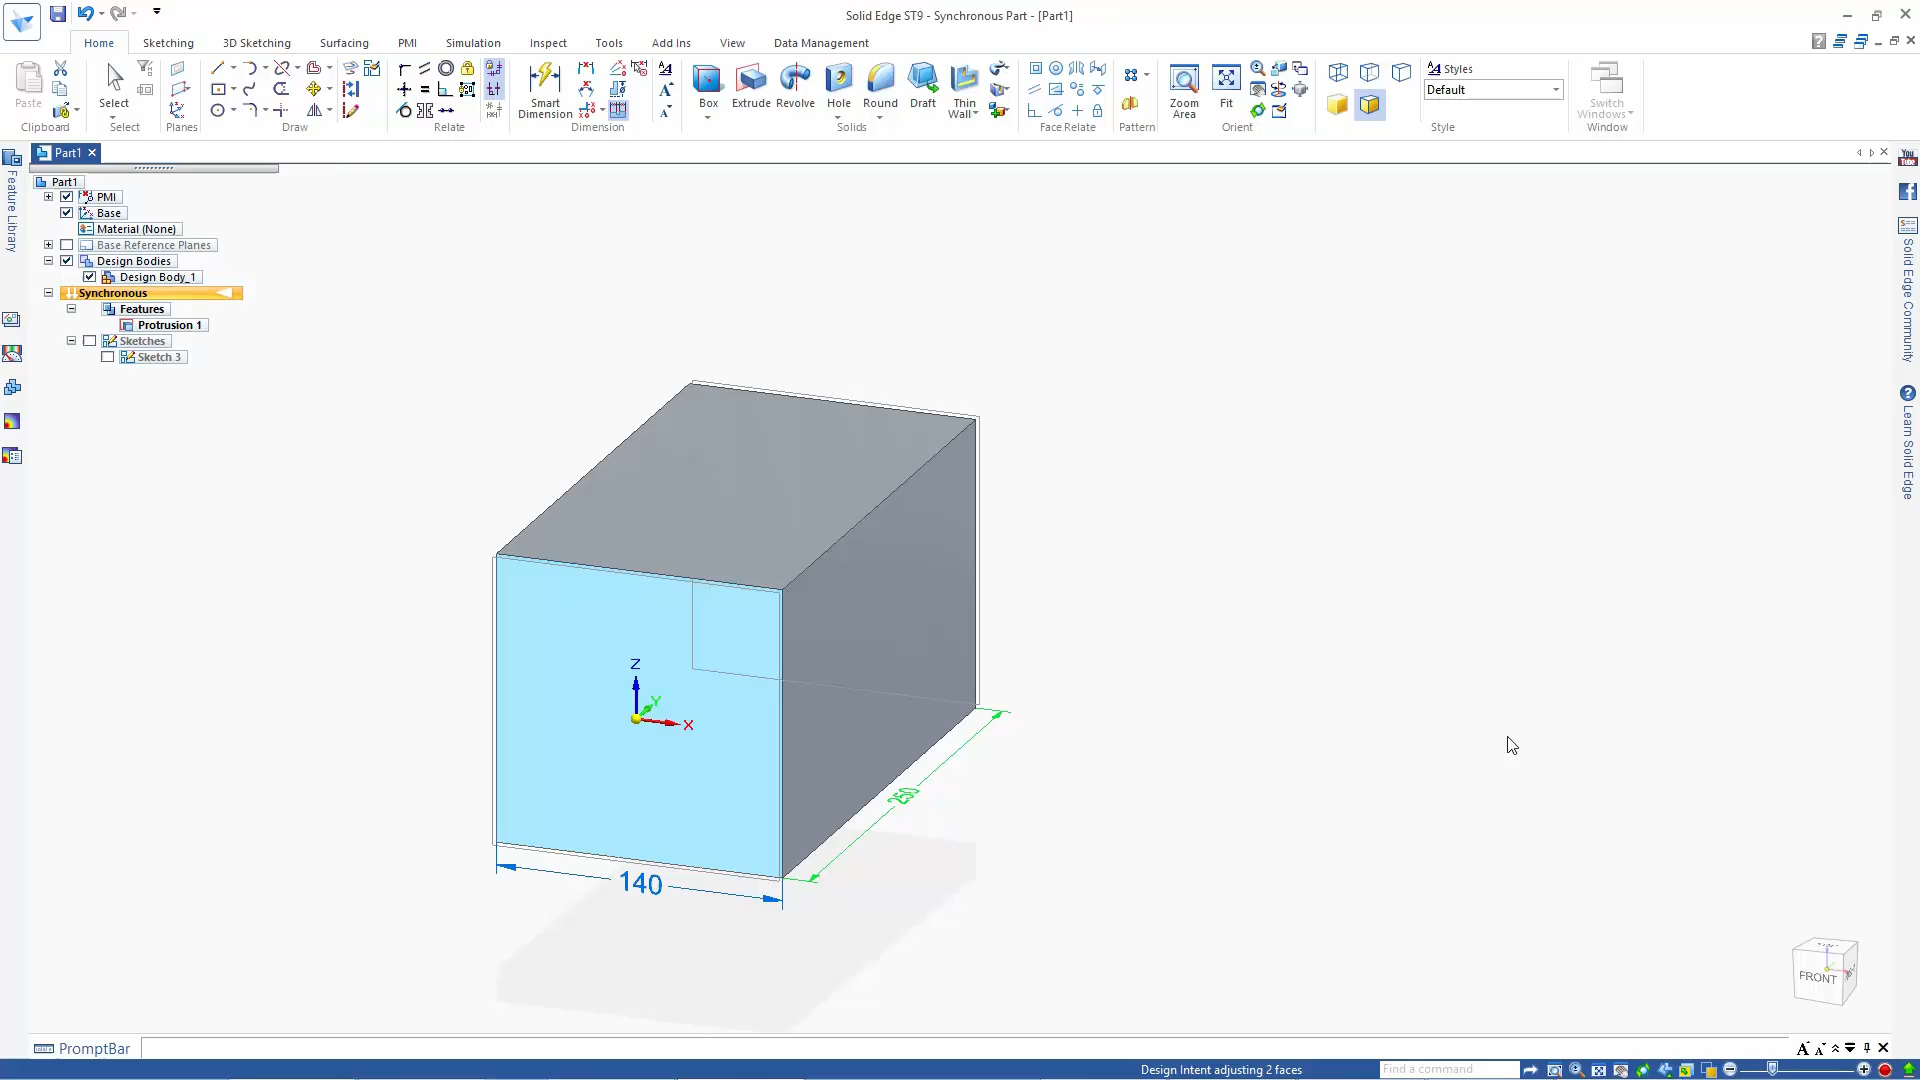 Solid Edge ST9 - Synchronous Part - [Part1]
Home
Sketching
3D Sketching
Surfacing
PMI
Simulation
Inspect
Tools
Add Ins
View
Data Management
Paste
Clipboard
Select
Select
Planes
Draw
Relate
Smart
Dimension
Dimension
Box
Extrude
Revolve
Hole
Round
Draft
Thin
Wall
Solids
Face Relate
Pattern
Zoom
Area
Fit
Orient
Styles
Default
Style
Switch
Windows
Window
Part1
Feature Library
Part1
PMI
Base
Material (None)
Base Reference Planes
Design Bodies
Design Body_1
Synchronous
Features
Protrusion 1
Sketches
Sketch 3
You
Tube
Solid Edge Community
Learn Solid Edge
Z
Y
X
250
140
FRONT
PromptBar
Design Intent adjusting 2 faces
Find a command